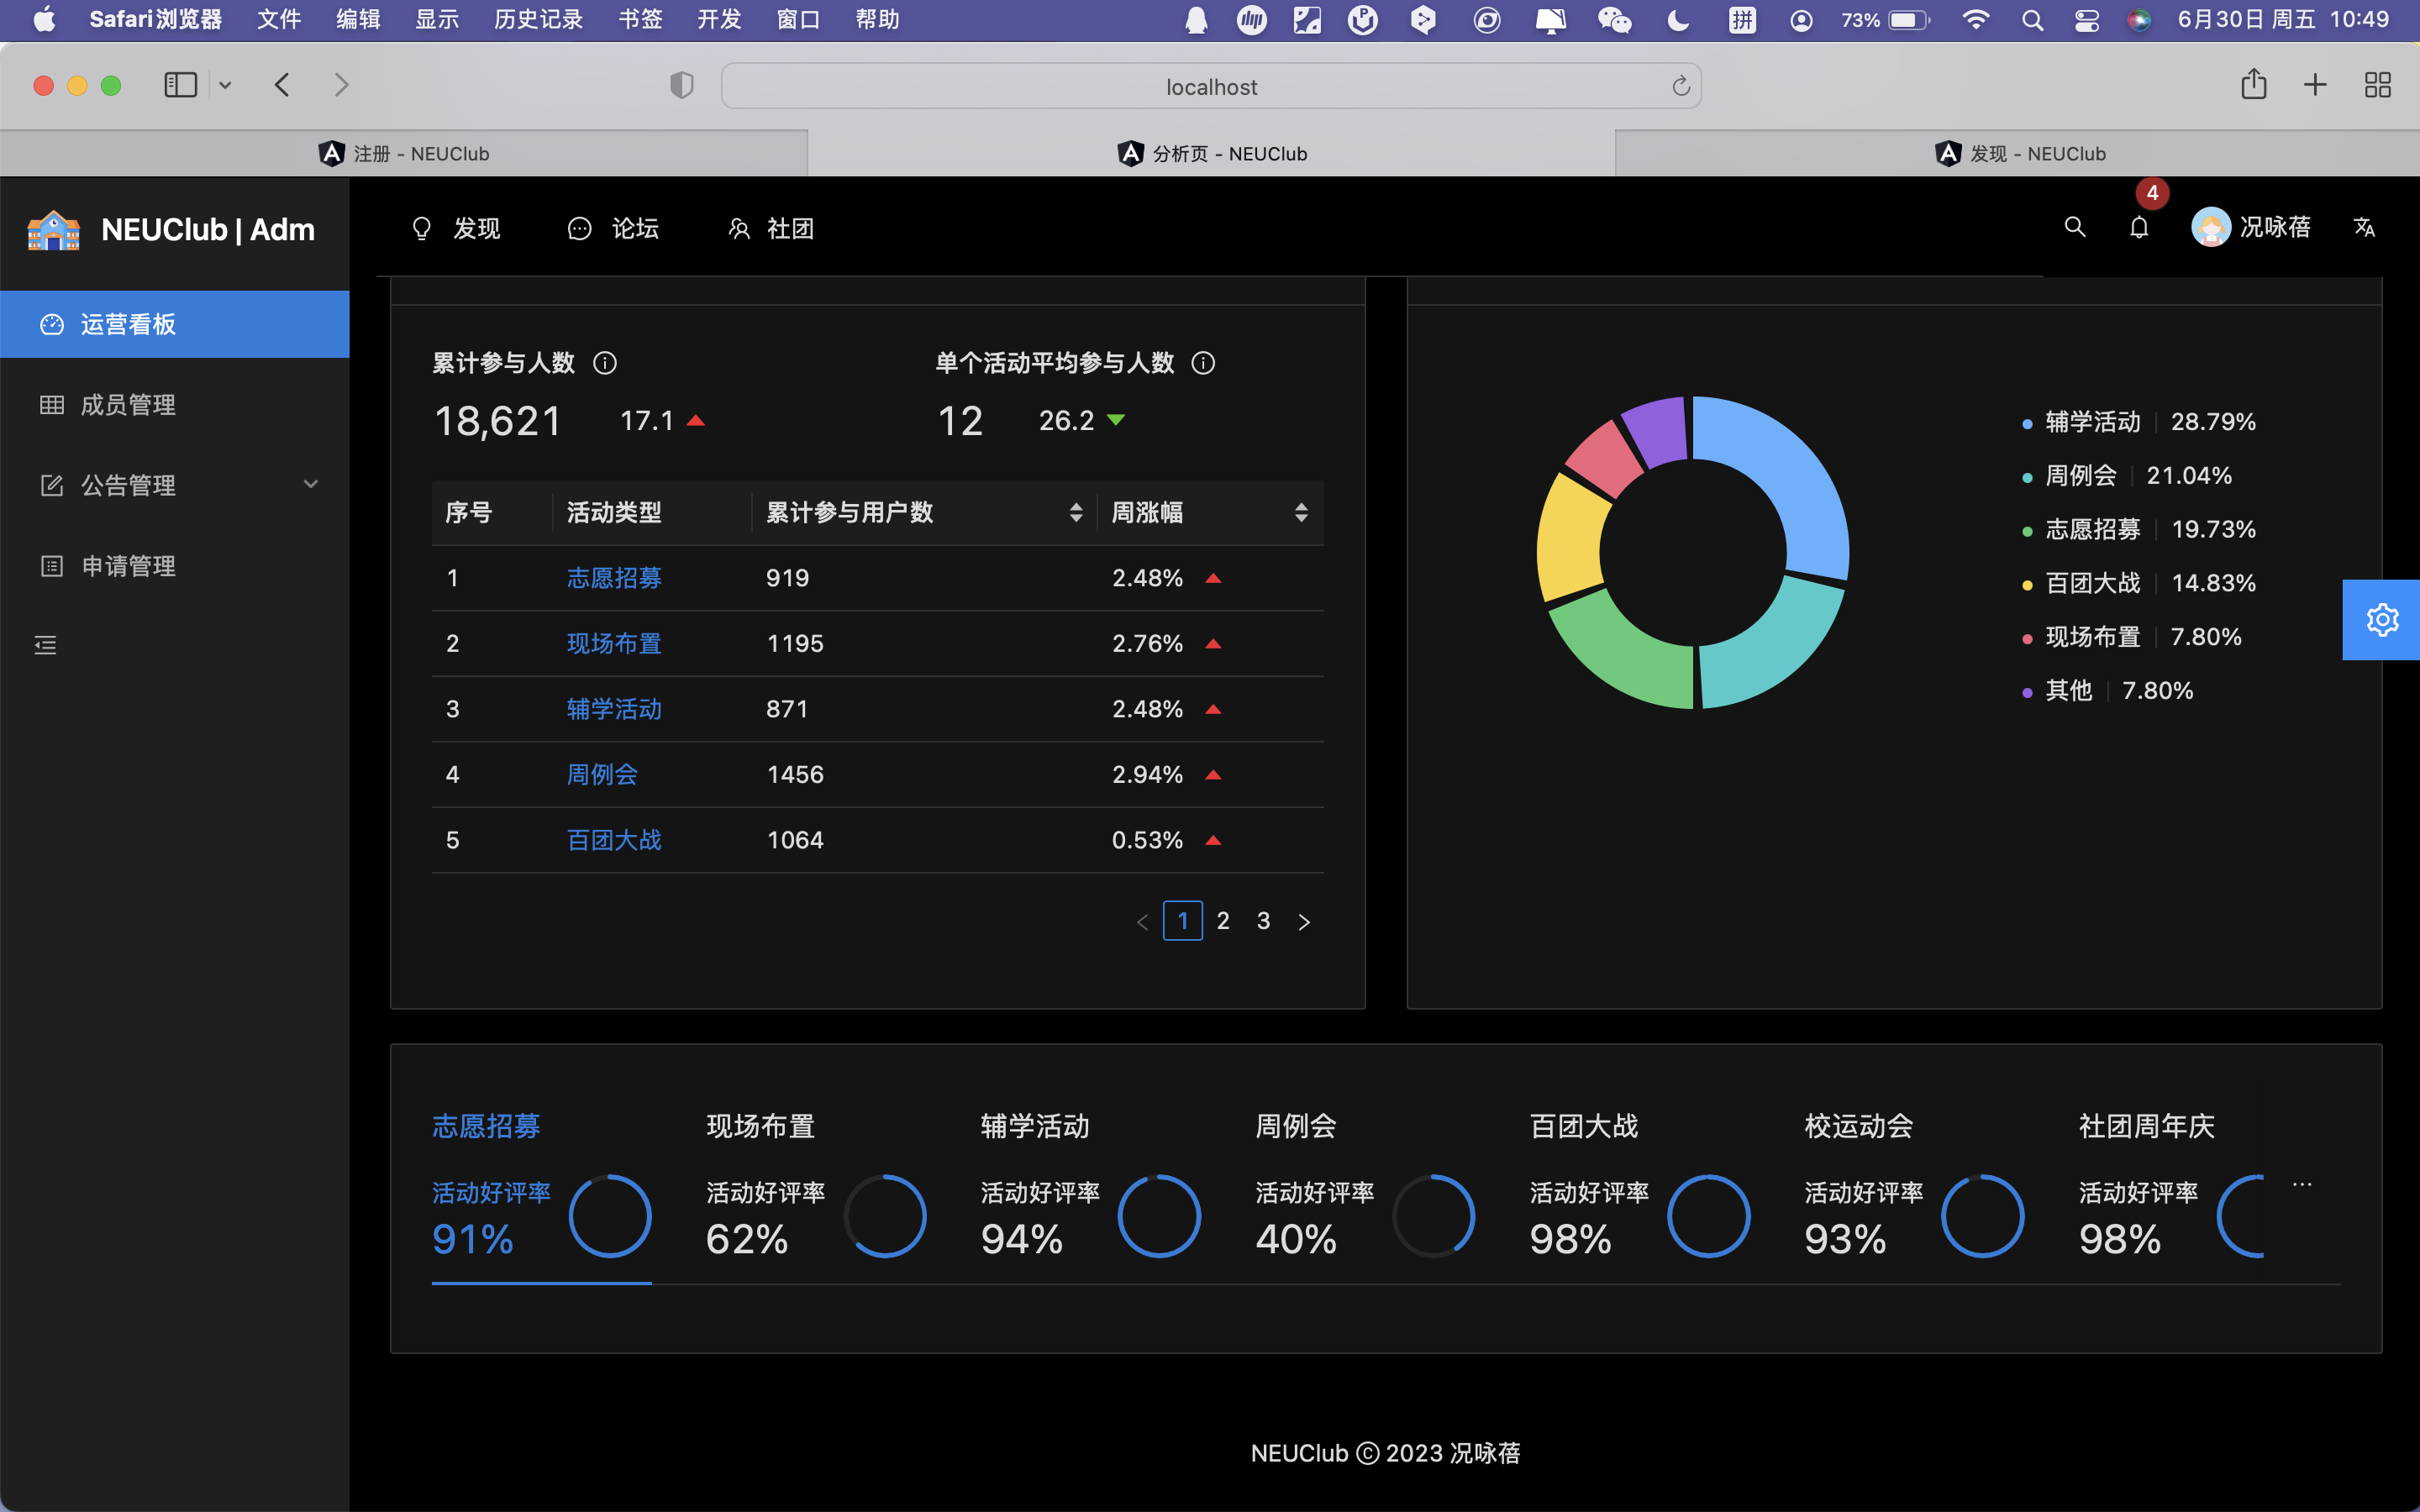 Safari浏览器 文件 编辑 显示 历史记录 书签 开发 窗口 帮助 拼 73% 6月30日 周五 10:49
localhost
注册 - NEUClub 分析页 - NEUClub 发现 - NEUClub
NEUClub | Adm
发现 论坛 社团 4 况咏蓓
运营看板
成员管理
公告管理
申请管理
累计参与人数 单个活动平均参与人数
18,621 17.1 12 26.2
序号 活动类型 累计参与用户数 周涨幅
1 志愿招募 919 2.48%
2 现场布置 1195 2.76%
3 辅学活动 871 2.48%
4 周例会 1456 2.94%
5 百团大战 1064 0.53%
< 1 2 3 >
辅学活动 | 28.79%
周例会 | 21.04%
志愿招募 | 19.73%
百团大战 | 14.83%
现场布置 | 7.80%
其他 | 7.80%
志愿招募 现场布置 辅学活动 周例会 百团大战 校运动会 社团周年庆
活动好评率 活动好评率 活动好评率 活动好评率 活动好评率 活动好评率 活动好评率 ···
91% 62% 94% 40% 98% 93% 98%
NEUClub © 2023 况咏蓓